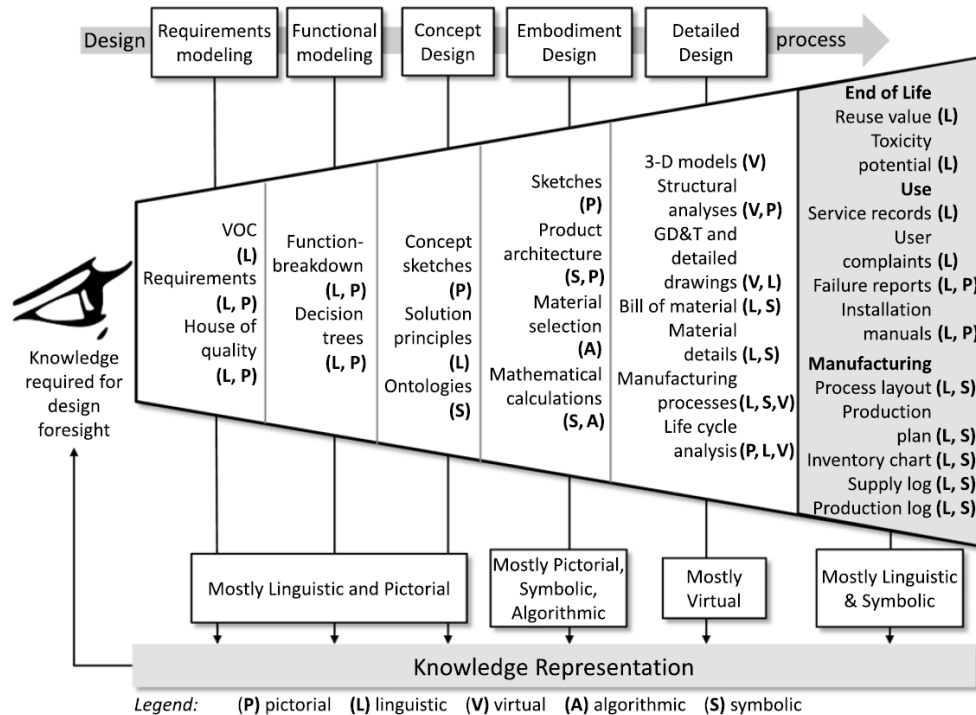 Design
Requirements
modeling
Functional
modeling
Concept
Design
Embodiment
Design
Detailed
Design
process
Knowledge
required for
design
foresight
VOC
(L)
Requirements
(L, P)
House of
quality
(L, P)
Function-
breakdown
(L, P)
Decision
trees
(L, P)
Concept
sketches
(P)
Solution
principles
(L)
Ontologies
(S)
Sketches
(P)
Product
architecture
(S, P)
Material
selection
(A)
Mathematical
calculations
(S, A)
3-D models (V)
Structural
analyses (V, P)
GD&T and
detailed
drawings (V, L)
Bill of material (L, S)
Material
details (L, S)
Manufacturing
processes (L, S,V)
Life cycle
analysis (P, L,V)
End of Life
Reuse value (L)
Toxicity
potential (L)
Use
Service records (L)
User
complaints (L)
Failure reports (L, P)
Installation
manuals (L, P)
Manufacturing
Process layout (L, S)
Production
plan (L, S)
Inventory chart (L, S)
Supply log (L, S)
Production log (L, S)
Mostly Linguistic and Pictorial
Mostly Pictorial,
Symbolic,
Algorithmic
Mostly
Virtual
Mostly Linguistic
& Symbolic
Knowledge Representation
Legend: (P) pictorial (L) linguistic (V) virtual (A) algorithmic (S) symbolic